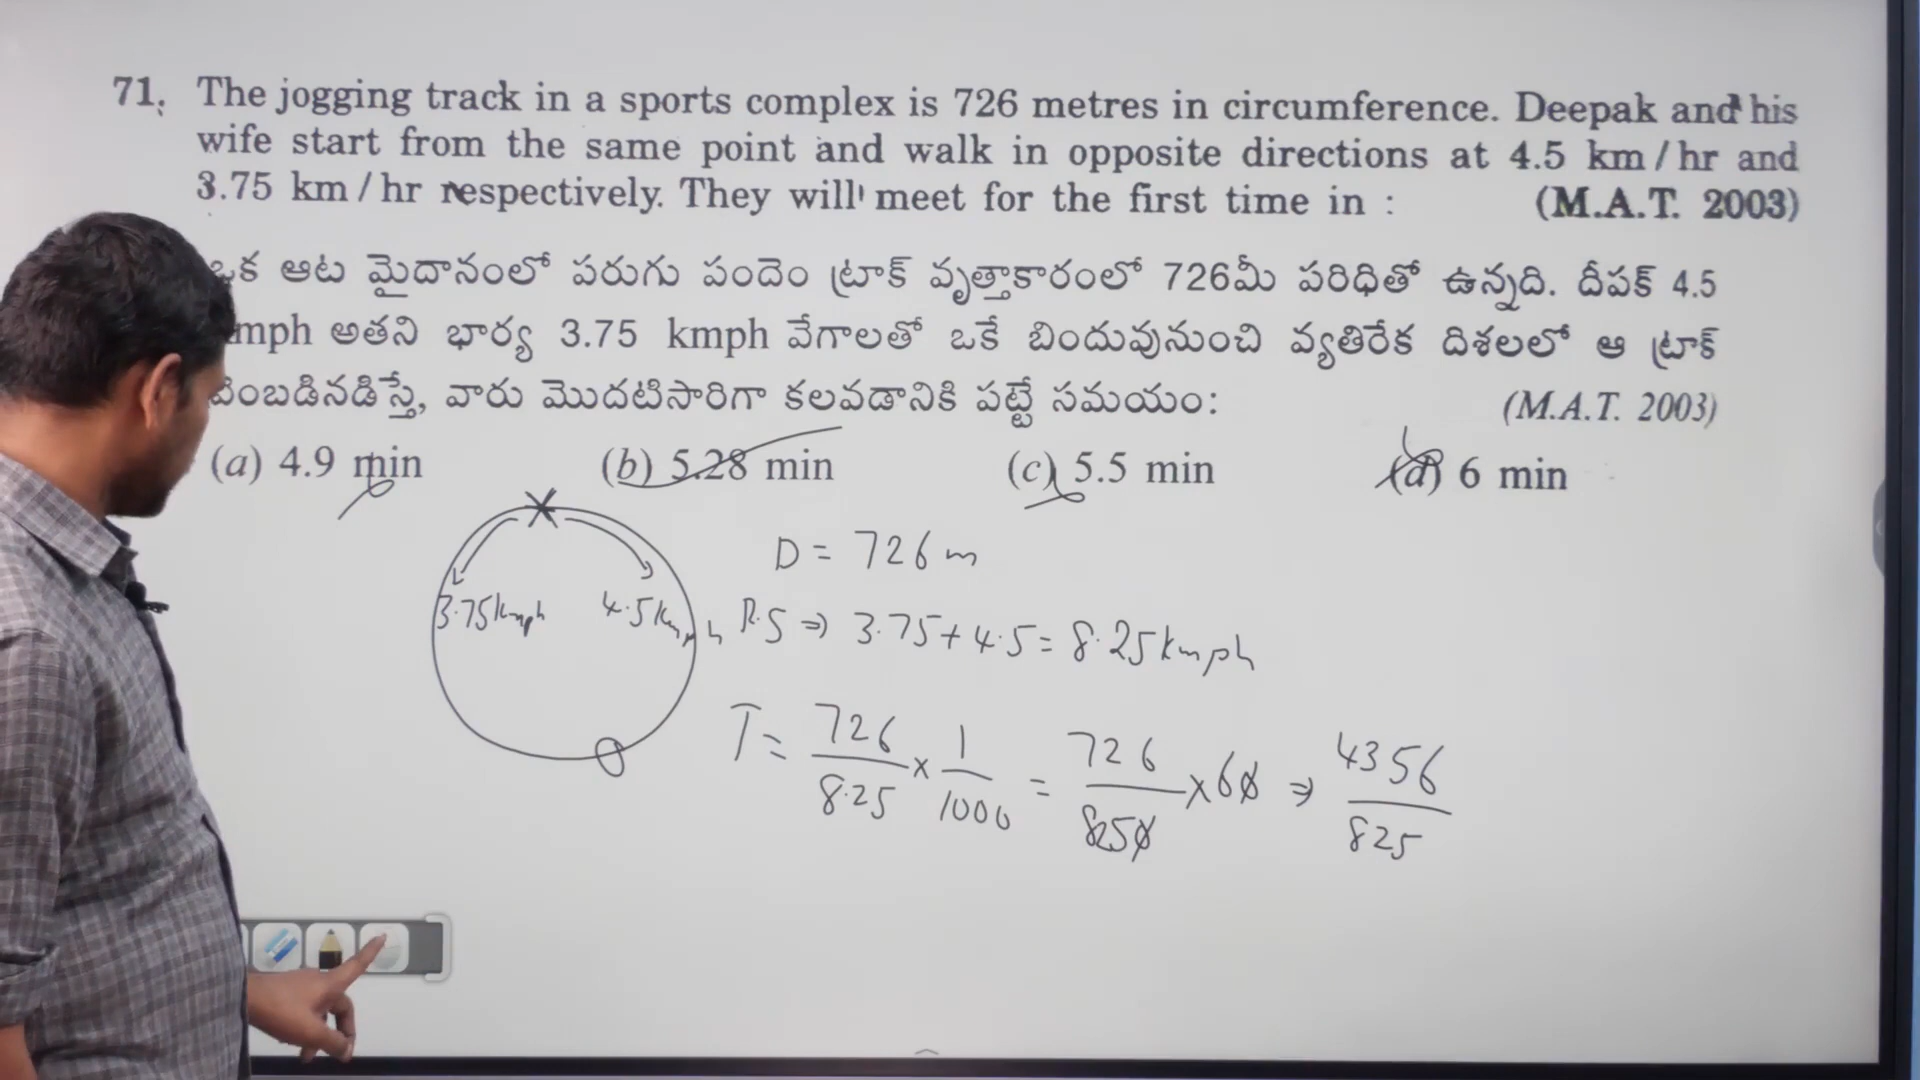 71. The jogging track in a sports complex is 726 metres in circumference. Deepak and his
wife start from the same point and walk in opposite directions at 4.5 km / hr and
3.75 km / hr respectively. They will meet for the first time in : (M.A.T. 2003)
ఒక ఆట మైదానంలో పరుగు పందెం ట్రాక్ వృత్తాకారంలో 726మీ పరిధితో ఉన్నది. దీపక్ 4.5
mph అతని భార్య 3.75 kmph వేగాలతో ఒకే బిందువునుంచి వ్యతిరేక దిశలలో ఆ ట్రాక్
వెంబడినడిస్తే, వారు మొదటిసారిగా కలవడానికి పట్టే సమయం: (M.A.T. 2003)
(a) 4.9 min (b) 5.28 min (c) 5.5 min (d) 6 min
D = 726 m
3.75kmph 4.5kmph R.S ⇒ 3.75+4.5= 8.25kmph
T = 726/8.25 × 1/1000 = 726/8250 × 60 ⇒ 4356/825